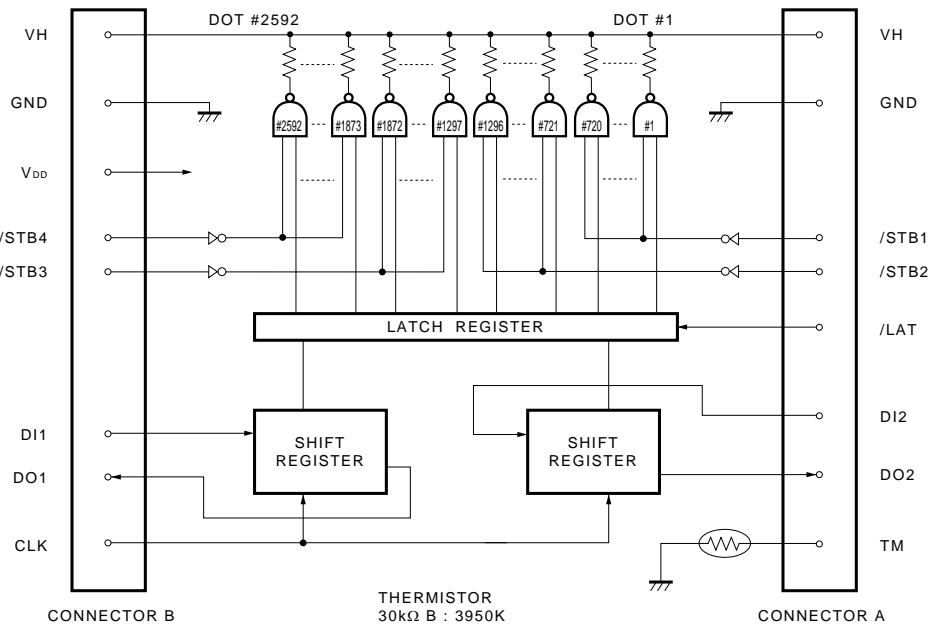 DOT #2592 DOT #1
VH VH
GND GND
#2592 #1873 #1872 #1297 #1296 #721 #720 #1
VDD
/STB4 /STB1
/STB3 /STB2
LATCH REGISTER /LAT
DI2
DI1 SHIFT REGISTER SHIFT REGISTER
DO1 DO2
CLK TM
THERMISTOR
CONNECTOR B 30kΩ B : 3950K CONNECTOR A